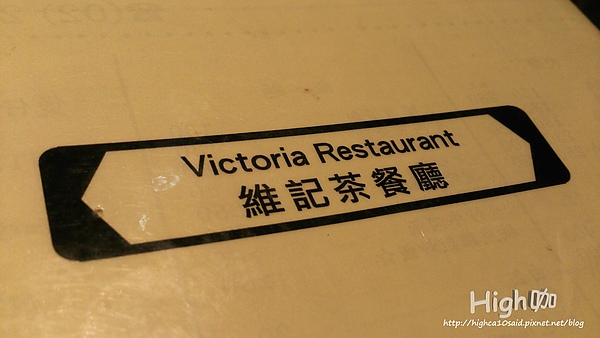 Victoria Restaurant
維記茶餐廳
High咖
http://highca10said.pixnet.net/blog